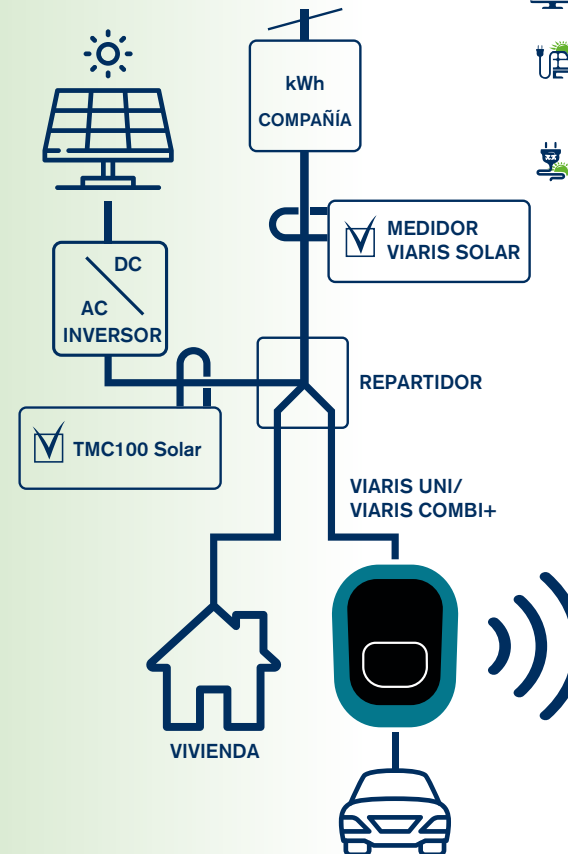 kWh
COMPAÑÍA
MEDIDOR
VIARIS SOLAR
DC
AC
INVERSOR
REPARTIDOR
TMC100 Solar
VIARIS UNI/
VIARIS COMBI+
VIVIENDA